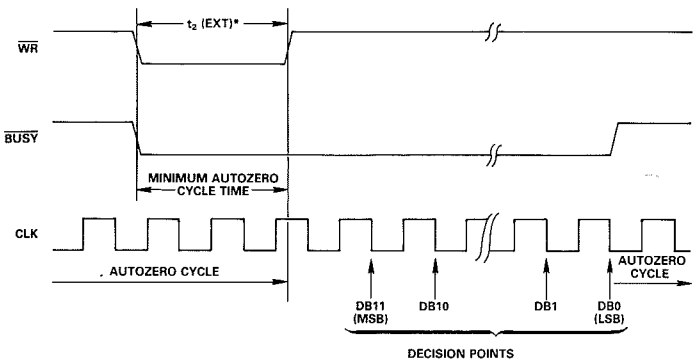 t₂ (EXT)*
WR
BUSY
MINIMUM AUTOZERO
CYCLE TIME
CLK
AUTOZERO CYCLE
AUTOZERO
CYCLE
DB11
(MSB)
DB10
DB1
DB0
(LSB)
DECISION POINTS